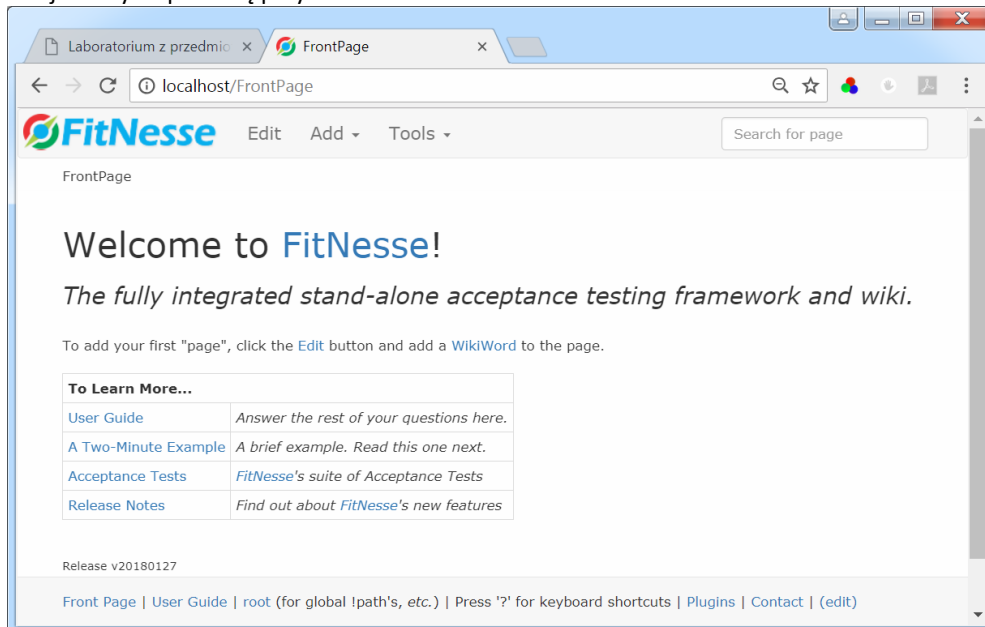 Laboratorium z przedmio
FrontPage
localhost/FrontPage
FitNesse Edit Add Tools Search for page
FrontPage
Welcome to FitNesse!
The fully integrated stand-alone acceptance testing framework and wiki.
To add your first "page", click the Edit button and add a WikiWord to the page.
To Learn More...
User Guide Answer the rest of your questions here.
A Two-Minute Example A brief example. Read this one next.
Acceptance Tests FitNesse's suite of Acceptance Tests
Release Notes Find out about FitNesse's new features
Release v20180127
Front Page | User Guide | root (for global !path's, etc.) | Press '?' for keyboard shortcuts | Plugins | Contact | (edit)